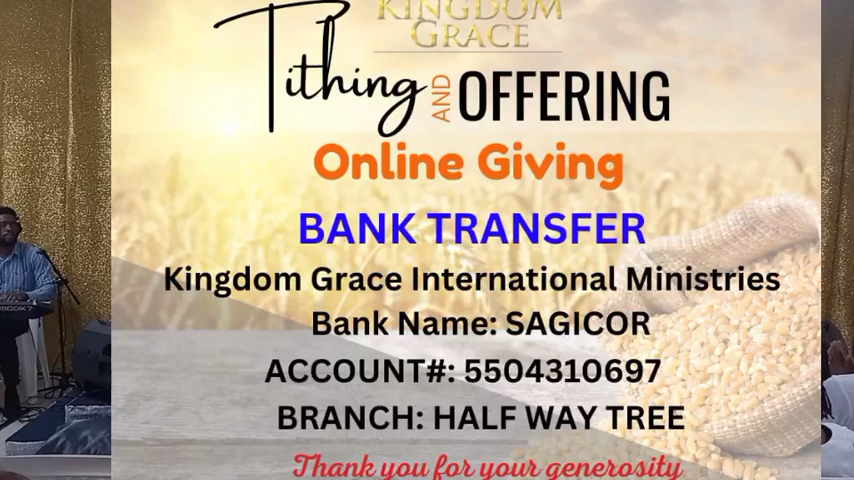 KINGDOM
GRACE
Tithing AND OFFERING
Online Giving
BANK TRANSFER
Kingdom Grace International Ministries
Bank Name: SAGICOR
ACCOUNT#: 5504310697
BRANCH: HALF WAY TREE
Thank you for your generosity
MODX7